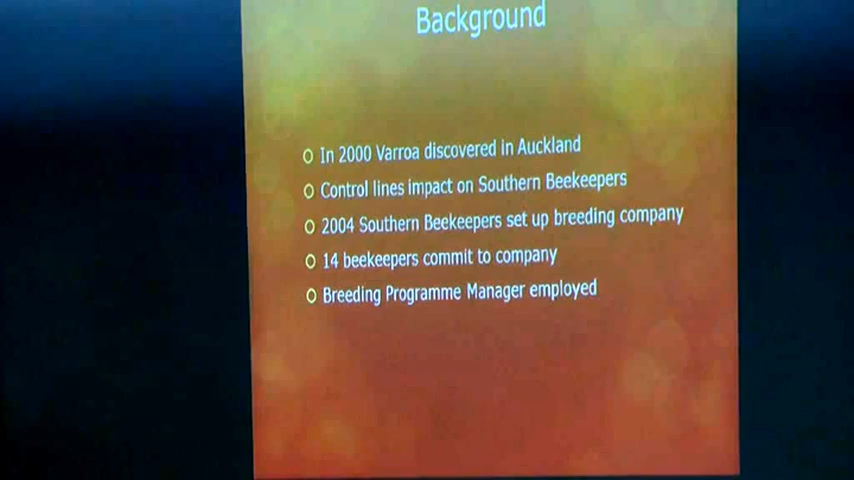 Background
In 2000 Varroa discovered in Auckland
Control lines impact on Southern Beekeepers
2004 Southern Beekeepers set up breeding company
14 beekeepers commit to company
Breeding Programme Manager employed